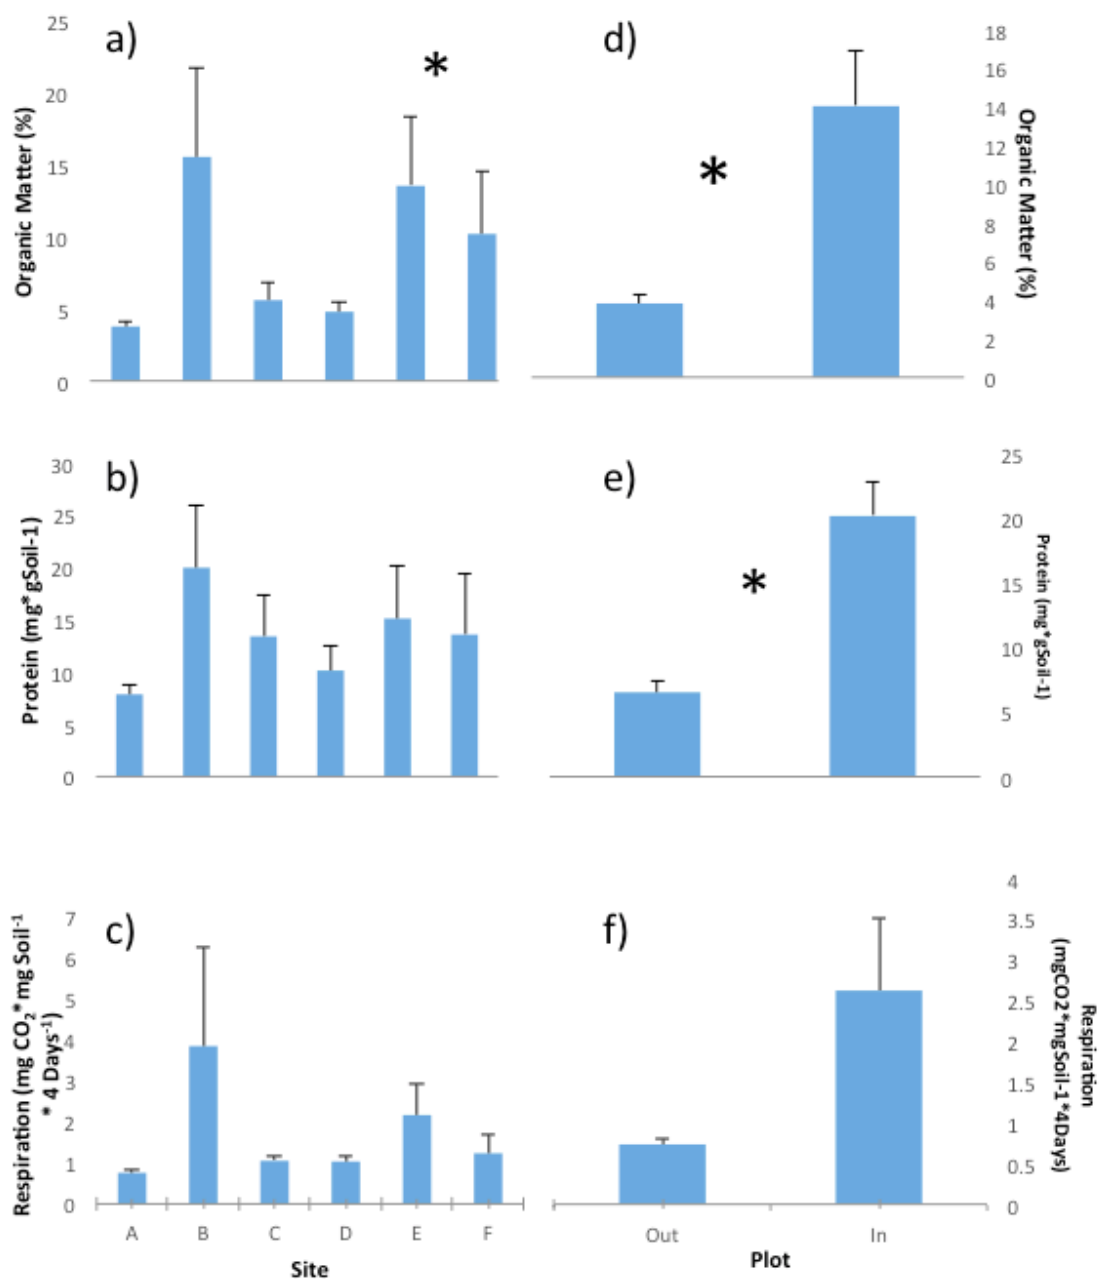 a)
*
Organic Matter (%)
25
20
15
10
5
0
d)
*
18
16
14
12
10
8
6
4
2
0
Organic Matter (%)
b)
Protein (mg* gSoil-1)
30
25
20
15
10
5
0
e)
*
25
20
15
10
5
0
Protein (mg*gSoil-1)
c)
Respiration (mg CO₂*mg Soil⁻¹
* 4 Days⁻¹)
7
6
5
4
3
2
1
0
A B C D E F
Site
f)
4
3.5
3
2.5
2
1.5
1
0.5
0
Respiration
(mgCO2*mgSoil-1*4Days)
Out In
Plot